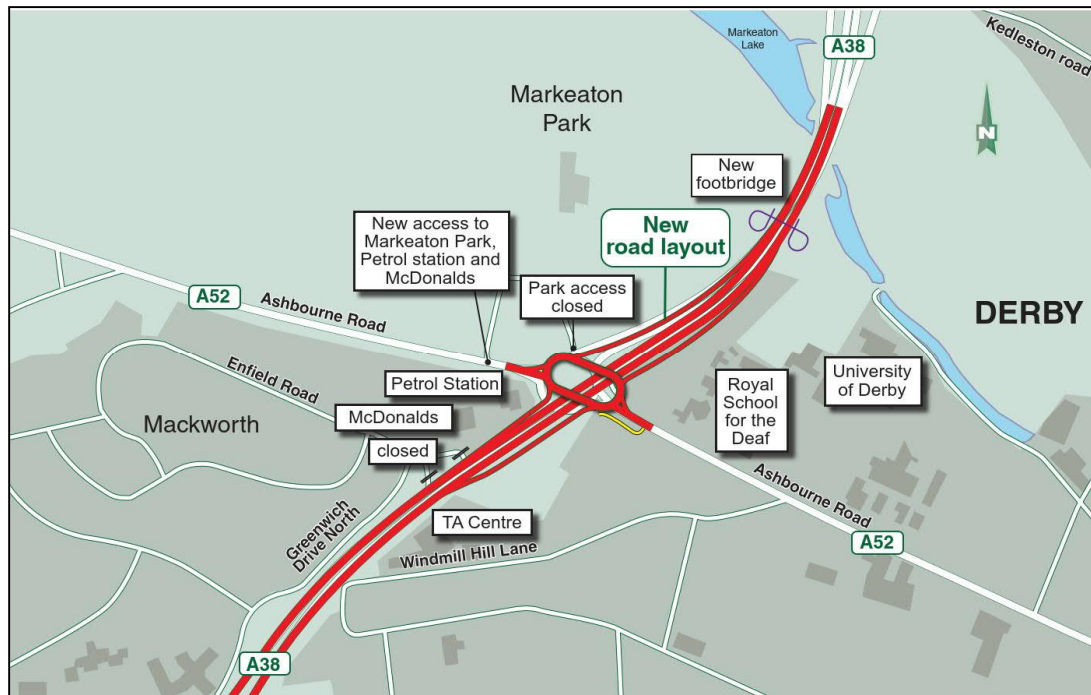 Markeaton
Lake
A38
Kedleston road
Markeaton
Park
N
New
footbridge
New access to
Markeaton Park,
Petrol station and
McDonalds
New
road layout
Park access
closed
A52
Ashbourne Road
DERBY
Enfield Road
Petrol Station
University
of Derby
Royal
School
for the
Deaf
McDonalds
Mackworth
closed
Ashbourne Road
Greenwich
Drive North
TA Centre
A52
Windmill Hill Lane
A38